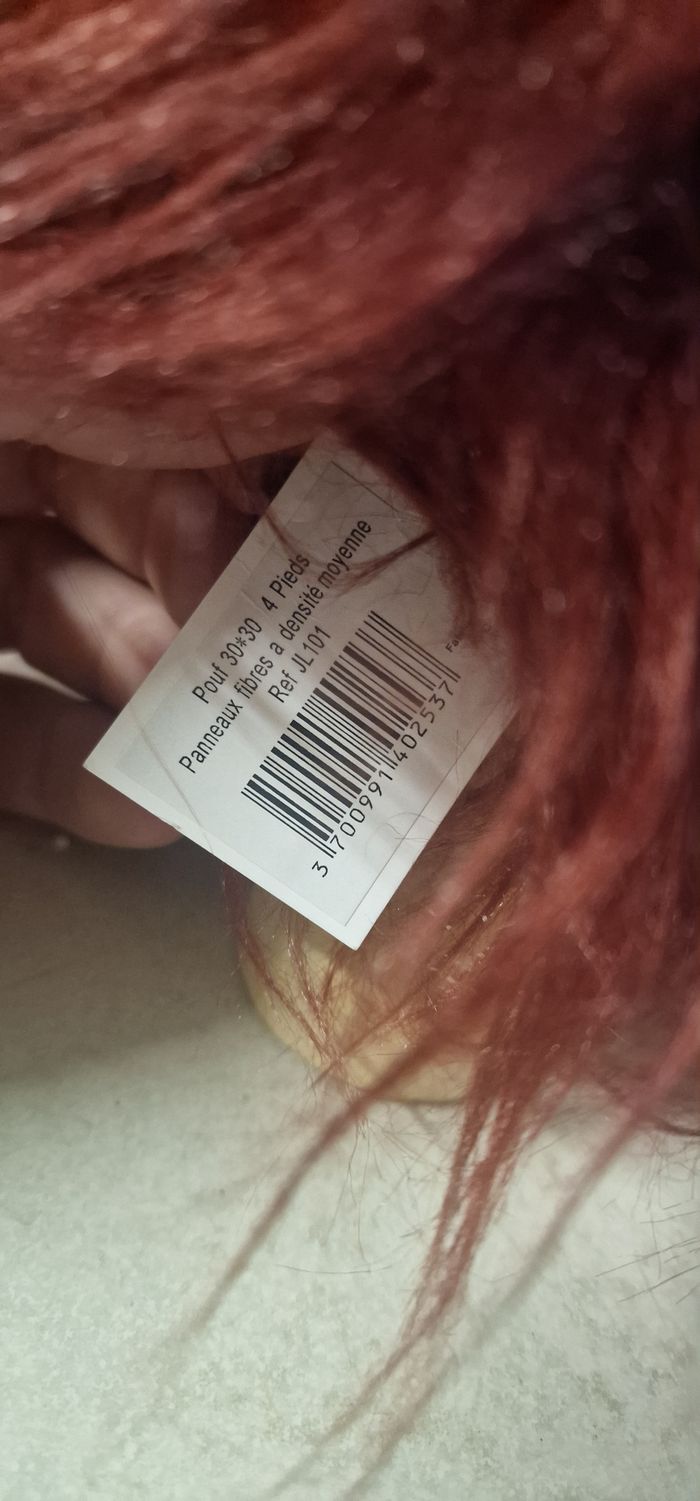 Pouf 30*30 4 Pieds
Panneaux fibres a densité moyenne
Ref JL101
3 700991 402537